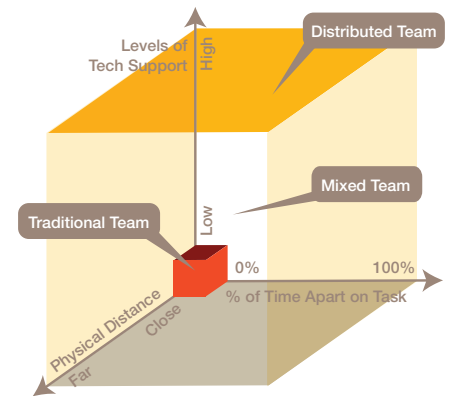 Distributed Team
Levels of
Tech Support
High
Mixed Team
Traditional Team
Low
0%
100%
% of Time Apart on Task
Physical Distance
Close
Far